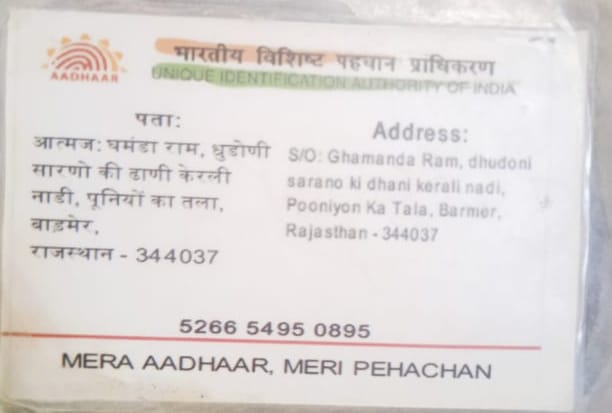 AADHAAR
भारतीय विशिष्ट पहचान प्राधिकरण
UNIQUE IDENTIFICATION AUTHORITY OF INDIA
पता:
आत्मज: घमंडा राम, धुडोणी
सारणो की ढाणी केरली
नाडी, पूनियों का तला,
बाड़मेर,
राजस्थान - 344037
Address:
S/O: Ghamanda Ram, dhudoni
sarano ki dhani kerali nadi,
Pooniyon Ka Tala, Barmer,
Rajasthan - 344037
5266 5495 0895
MERA AADHAAR, MERI PEHACHAN